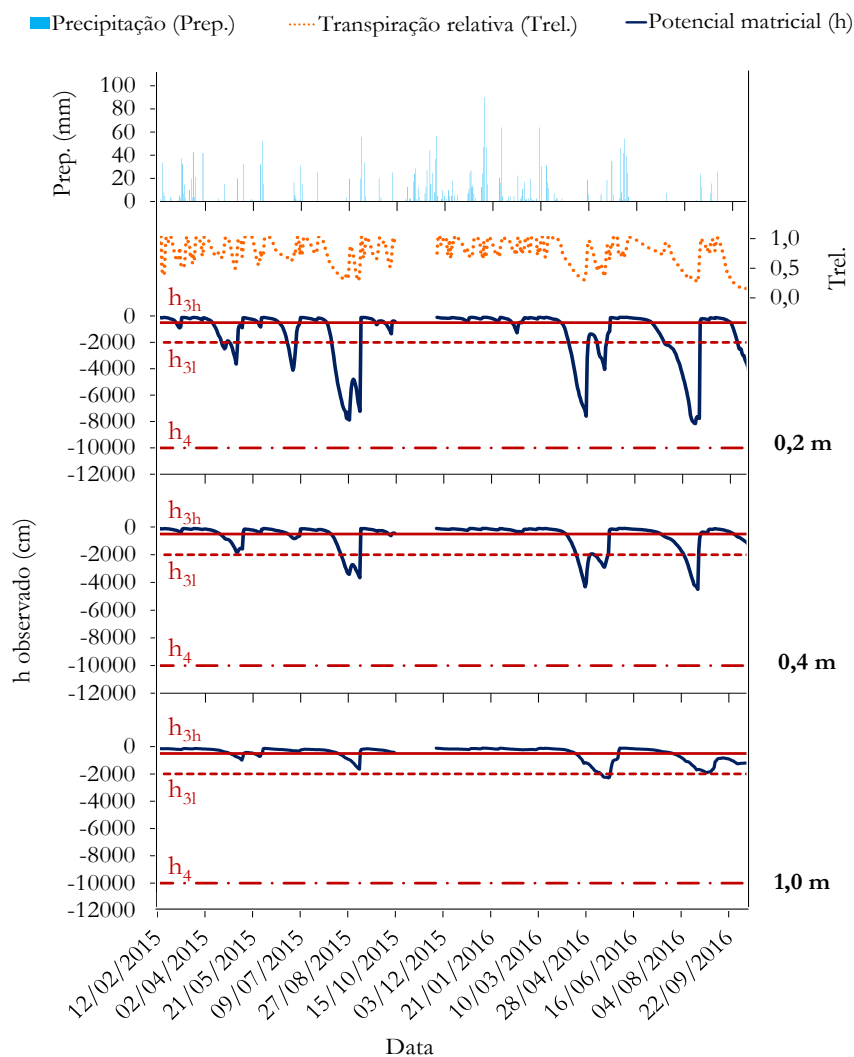 Precipitação (Prep.) Transpiração relativa (Trel.) Potencial matricial (h)
Prep. (mm)
100
80
60
40
20
0
1,0
0,5
0,0
Trel.
h3h
h3l
h4
0
-2000
-4000
-6000
-8000
-10000
-12000
0,2 m
h3h
h3l
h4
0
-2000
-4000
-6000
-8000
-10000
-12000
0,4 m
h observado (cm)
h3h
h3l
h4
0
-2000
-4000
-6000
-8000
-10000
-12000
1,0 m
12/02/2015
02/04/2015
21/05/2015
09/07/2015
27/08/2015
15/10/2015
03/12/2015
21/01/2016
10/03/2016
28/04/2016
16/06/2016
04/08/2016
22/09/2016
Data